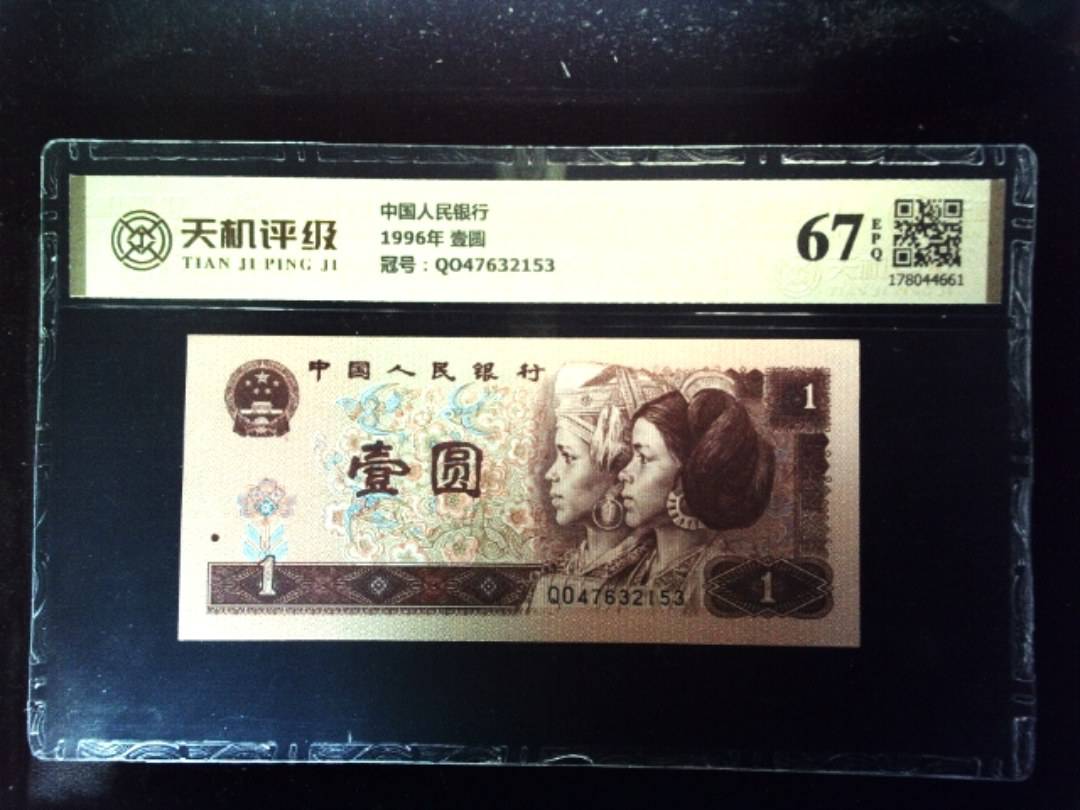 天机评级
TIAN JI PING JI
中国人民银行
1996年 壹圆
冠号：QO47632153
67
EPQ
178044661
中国人民银行
1
壹圆
1
QO47632153
1